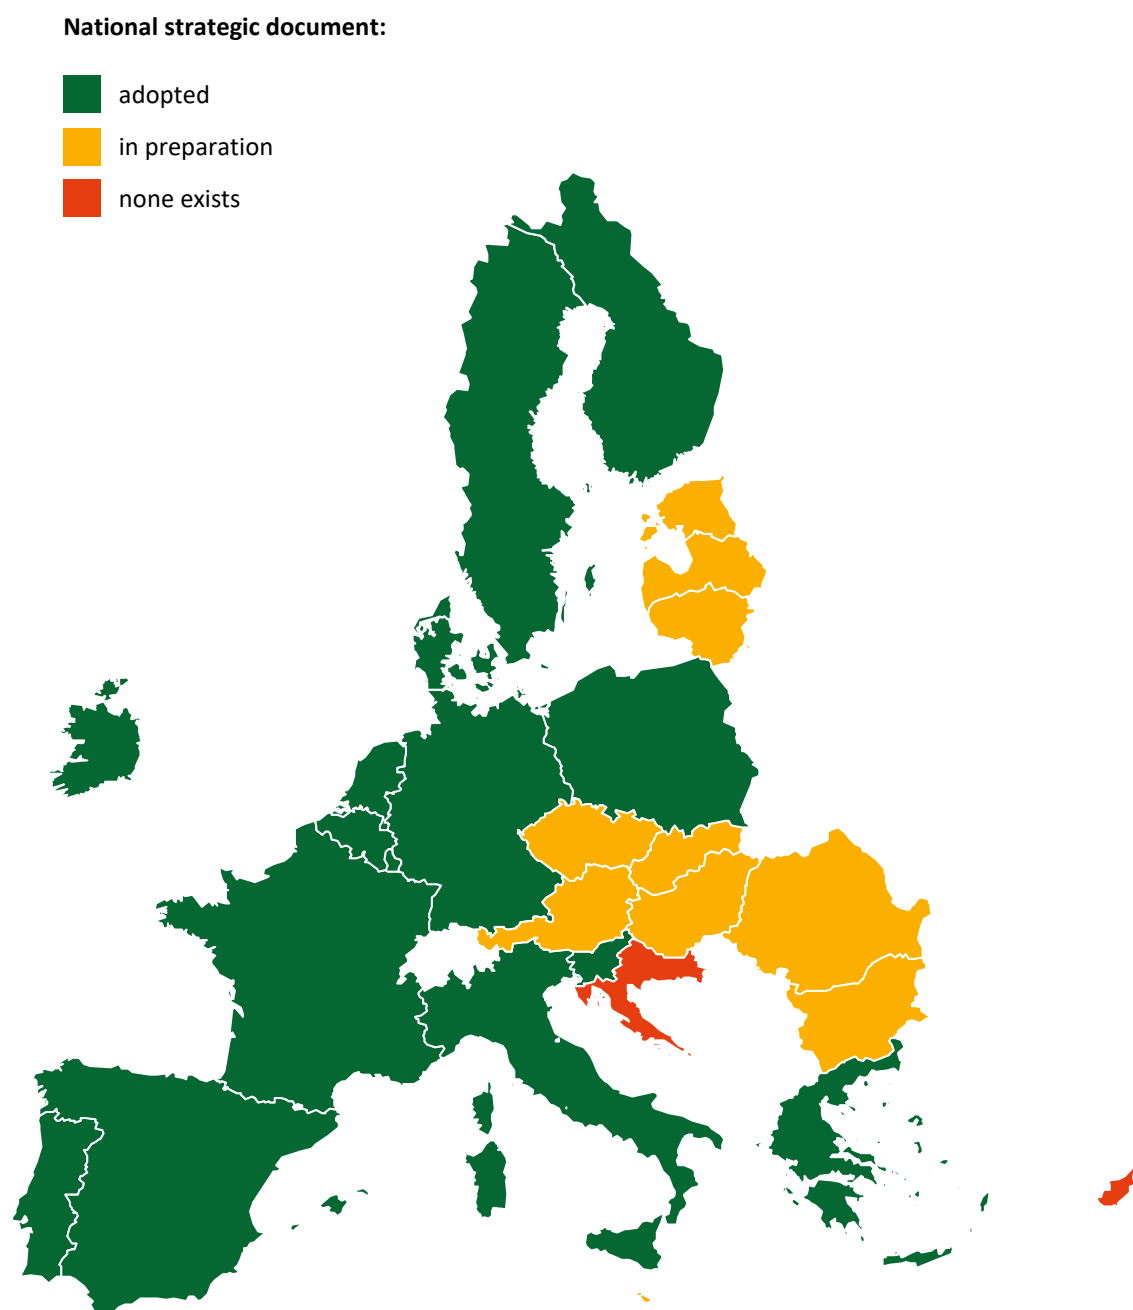 National strategic document:
adopted
in preparation
none exists